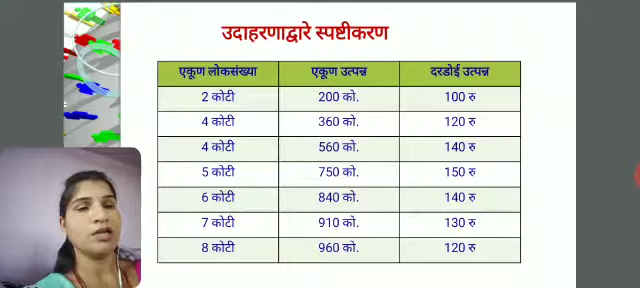 उदाहरणाद्वारे स्पष्टीकरण
एकूण लोकसंख्या एकूण उत्पन्न दरडोई उत्पन्न
2 कोटी 200 को. 100 रु
4 कोटी 360 को. 120 रु
4 कोटी 560 को. 140 रु
5 कोटी 750 को. 150 रु
6 कोटी 840 को. 140 रु
7 कोटी 910 को. 130 रु
8 कोटी 960 को. 120 रु